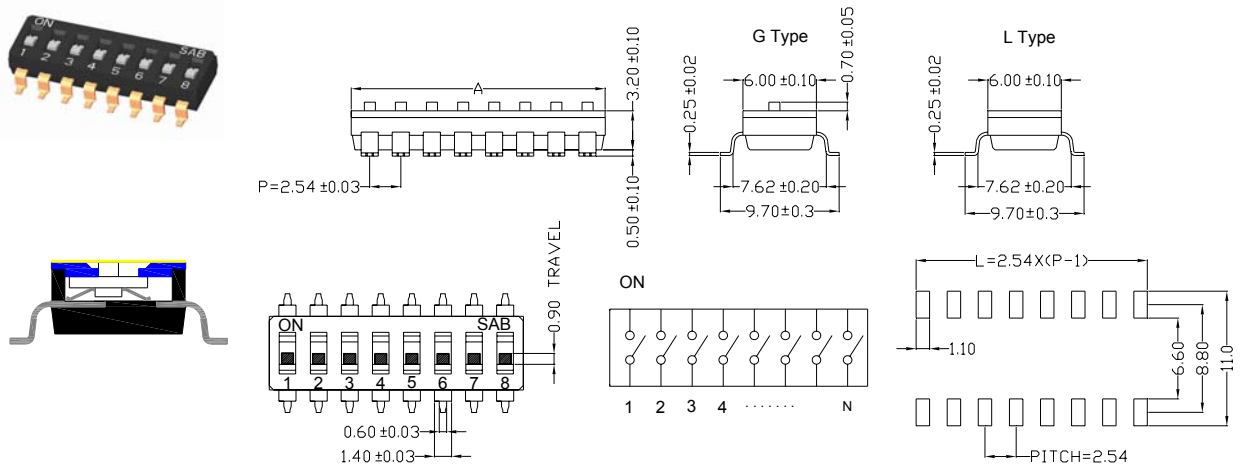 ON
SAB
1 2 3 4 5 6 7 8
A
3.20 ±0.10
P=2.54 ±0.03
0.50 ±0.10
G Type
6.00 ±0.10
0.70 ±0.05
0.25 ±0.02
7.62 ±0.20
9.70 ±0.3
L Type
6.00 ±0.10
0.25 ±0.02
7.62 ±0.20
9.70 ±0.3
ON SAB
1 2 3 4 5 6 7 8
0.90 TRAVEL
0.60 ±0.03
1.40 ±0.03
ON
1 2 3 4 ······· N
L=2.54X(P-1)
1.10
6.60
8.80
11.0
PITCH=2.54